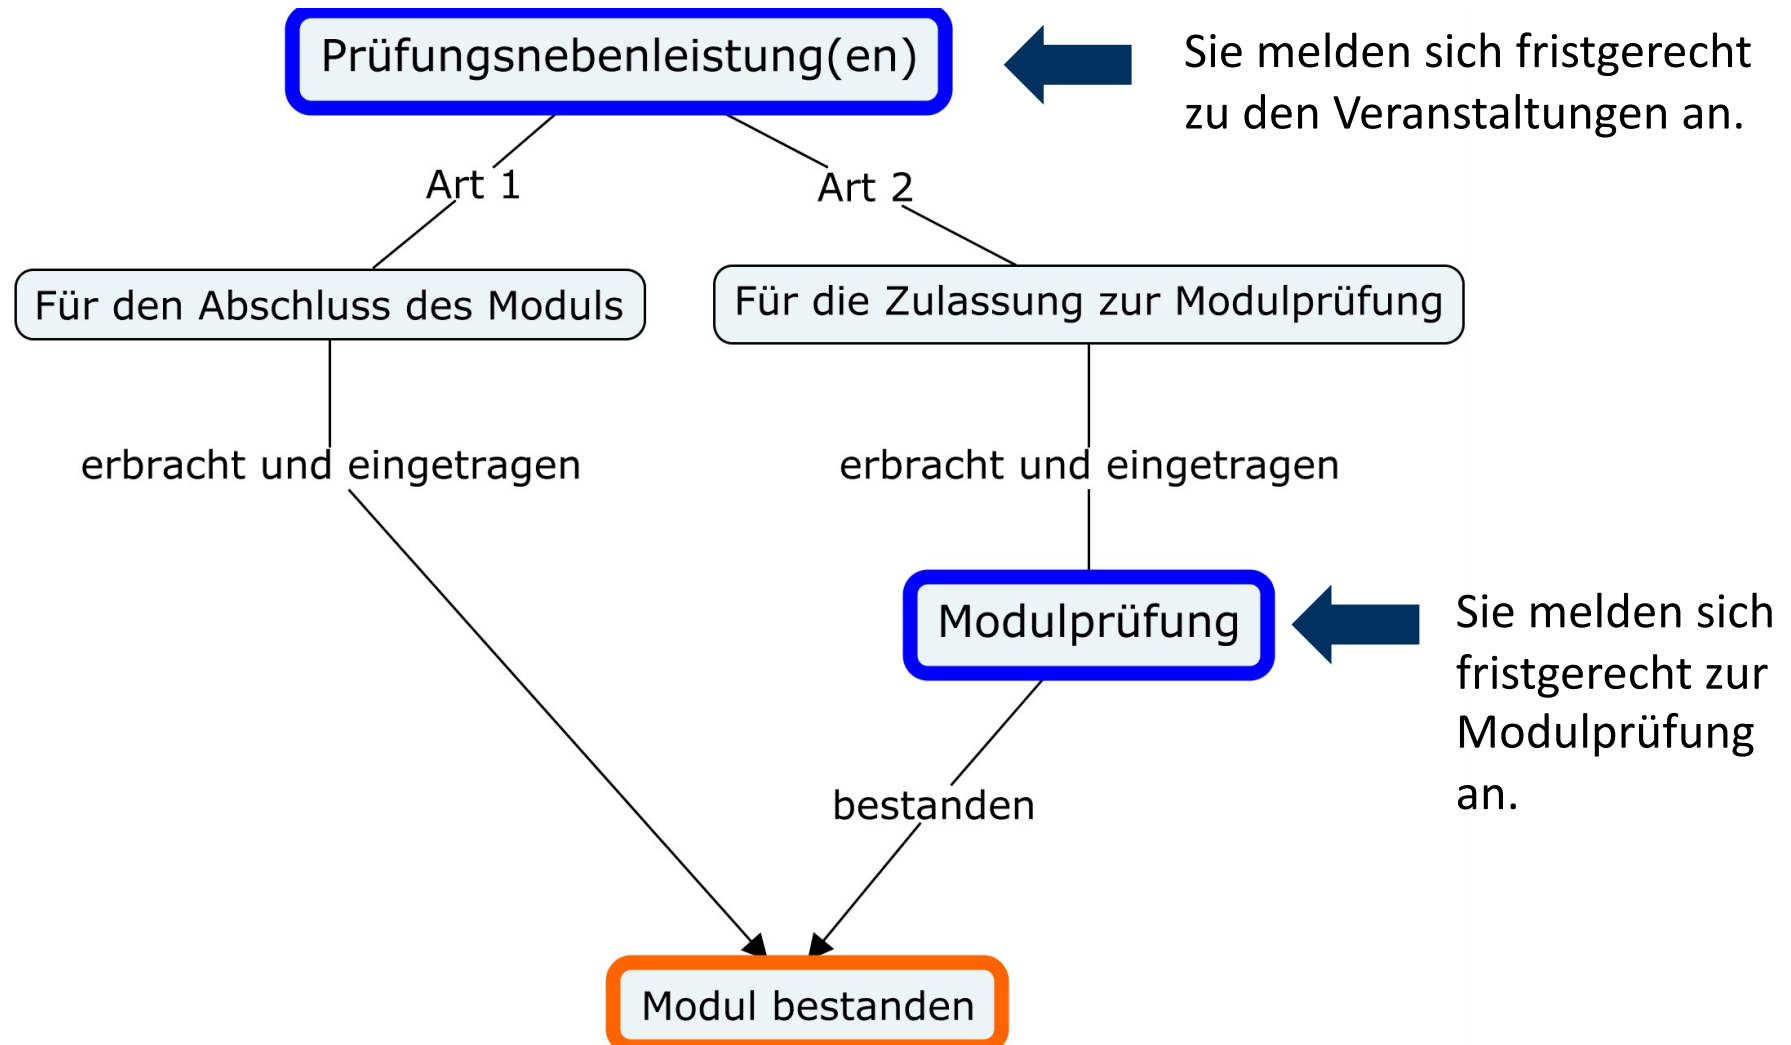 Prüfungsnebenleistung(en)
Sie melden sich fristgerecht
zu den Veranstaltungen an.
Art 1
Art 2
Für den Abschluss des Moduls
Für die Zulassung zur Modulprüfung
erbracht und eingetragen
erbracht und eingetragen
Modulprüfung
Sie melden sich
fristgerecht zur
Modulprüfung
an.
bestanden
Modul bestanden